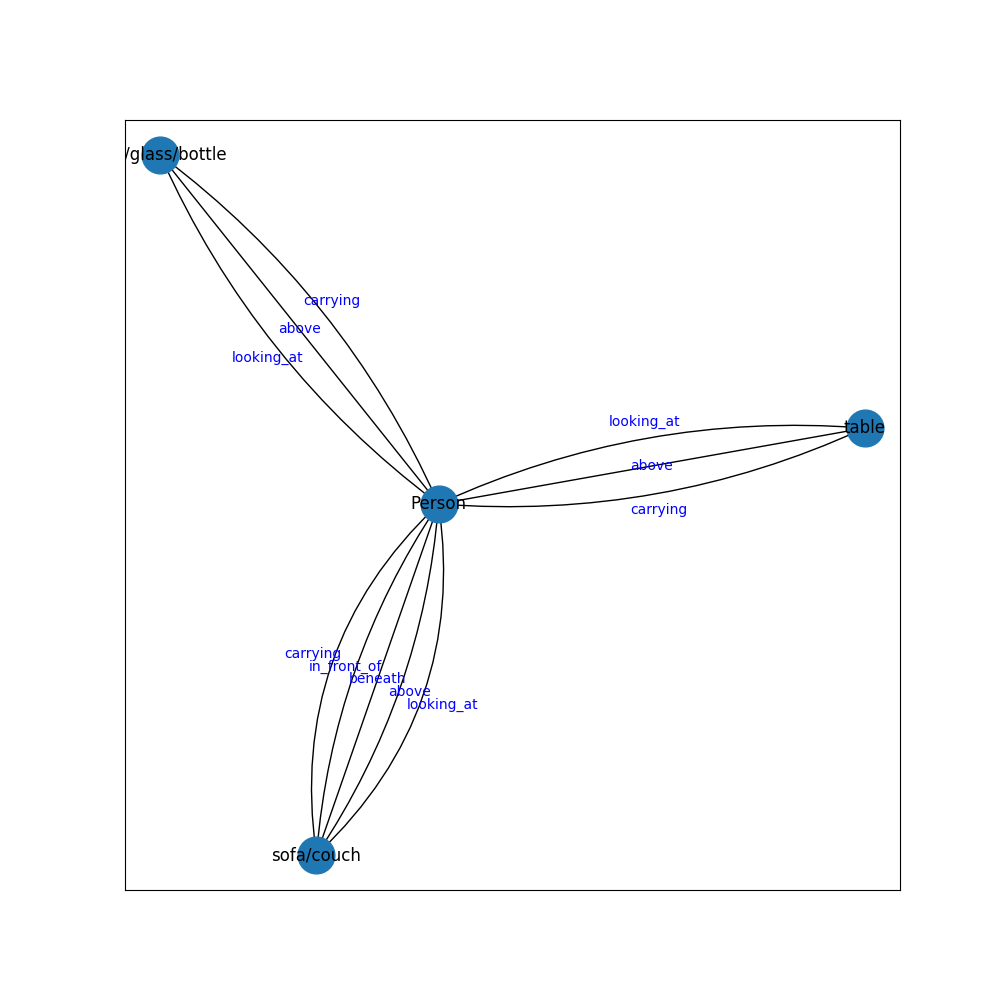 /glass/bottle
carrying
above
looking_at
looking_at
table
above
Person
carrying
carrying
in_front_of
beneath
above
looking_at
sofa/couch